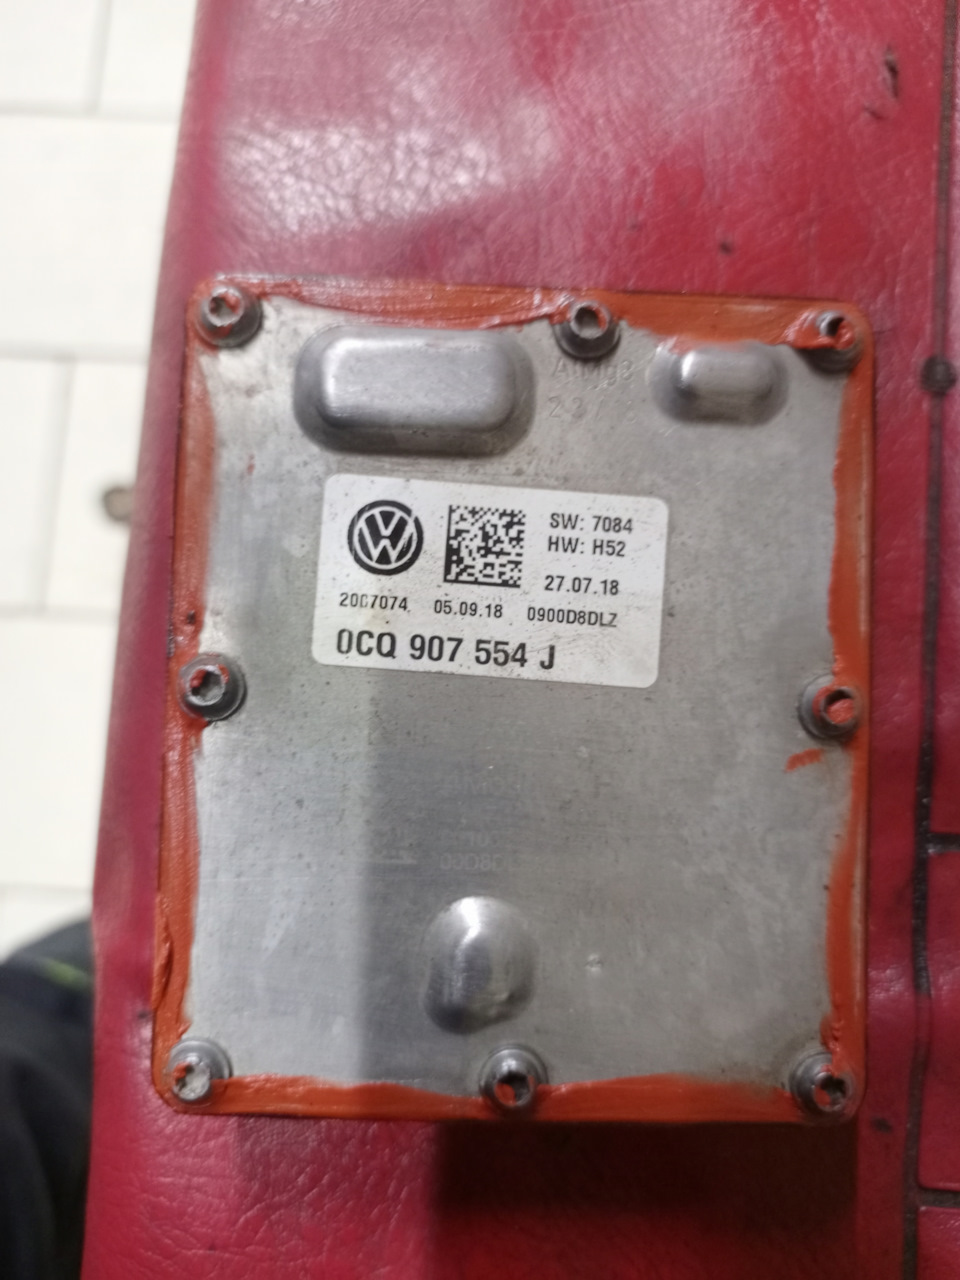 SW: 7084
HW: H52
27.07.18
2007074 05.09.18 0900D8DLZ
0CQ 907 554 J